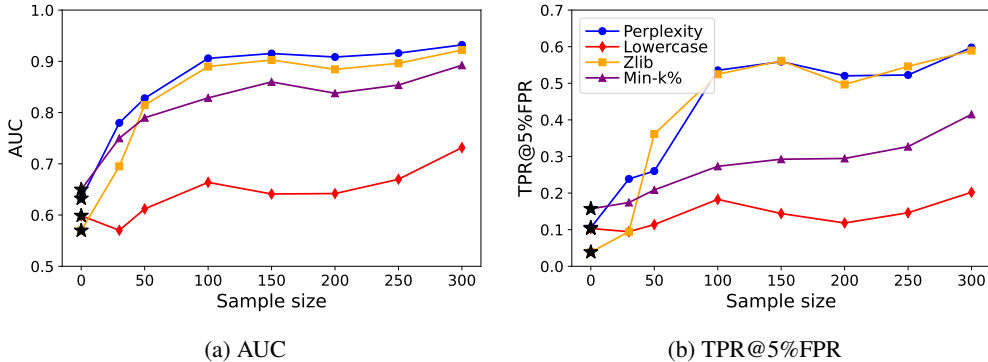 1.0
0.9
0.8
0.7
0.6
0.5
AUC
0 50 100 150 200 250 300
Sample size
(a) AUC
0.7
0.6
0.5
0.4
0.3
0.2
0.1
0.0
TPR@5%FPR
Perplexity
Lowercase
Zlib
Min-k%
0 50 100 150 200 250 300
Sample size
(b) TPR@5%FPR